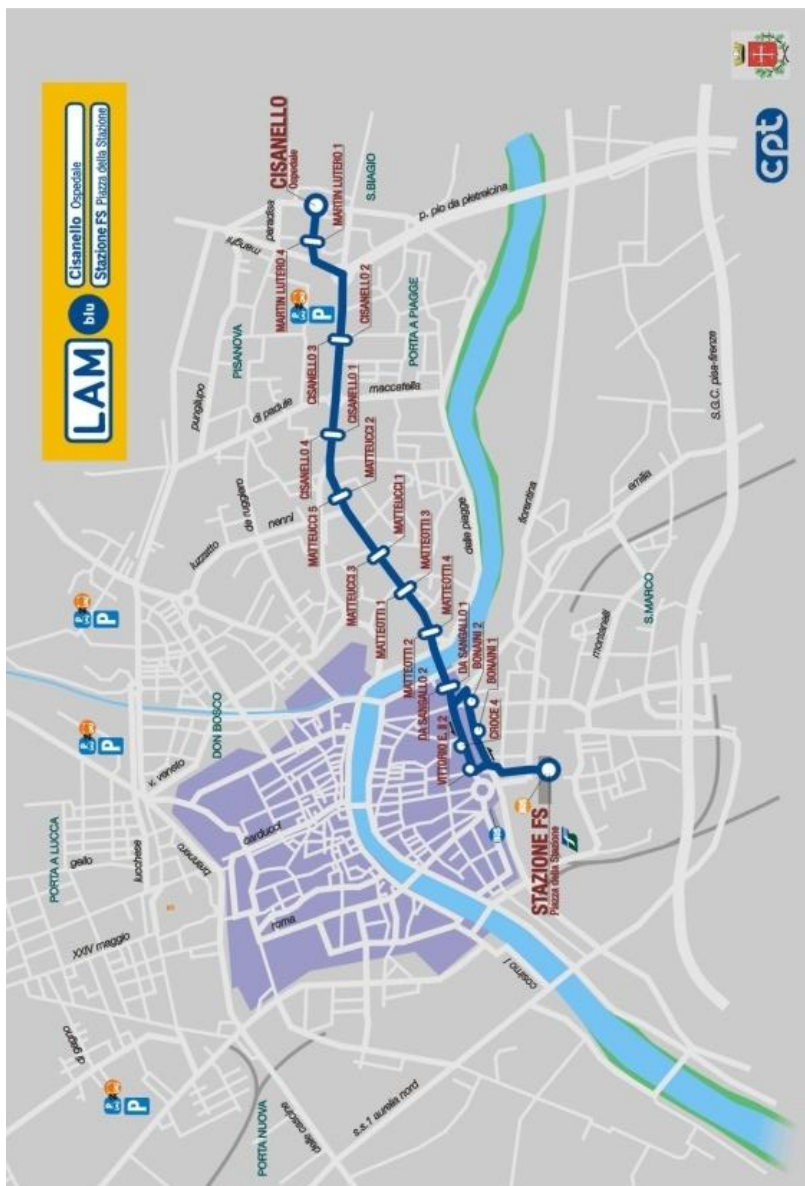 LAM
blu
Cisanello Ospedale
Stazione FS Piazza della Stazione
cpt
CISANELLO
Ospedale
MARTIN LUTERO 1
MARTIN LUTERO 4
CISANELLO 2
CISANELLO 3
CISANELLO 1
CISANELLO 4
MATTEUCCI 2
MATTEUCCI 5
MATTEUCCI 1
MATTEUCCI 3
MATTEOTTI 3
MATTEOTTI 1
MATTEOTTI 4
MATTEOTTI 2
DA SANGALLO 1
DA SANGALLO 2
BONAINI 2
BONAINI 1
CROCE 4
VITTORIO E. II 2
STAZIONE FS
Piazza della Stazione
S.BIAGIO
PISANOVA
PORTA A PIAGGE
DON BOSCO
PORTA A LUCCA
PORTA NUOVA
S.MARCO
paradisa
manghi
p. pio da pietrelcina
pungilupo
di padule
maccatella
de ruggiero
nenni
luzzatto
delle piagge
fiorentina
emilia
S.G.C. pisa-firenze
montanelli
v. veneto
lucchese
gello
brennero
carducci
roma
XXIV maggio
di gagno
cosimo I
s.s.1 aurelia nord
delle cascine
P
P
P
P